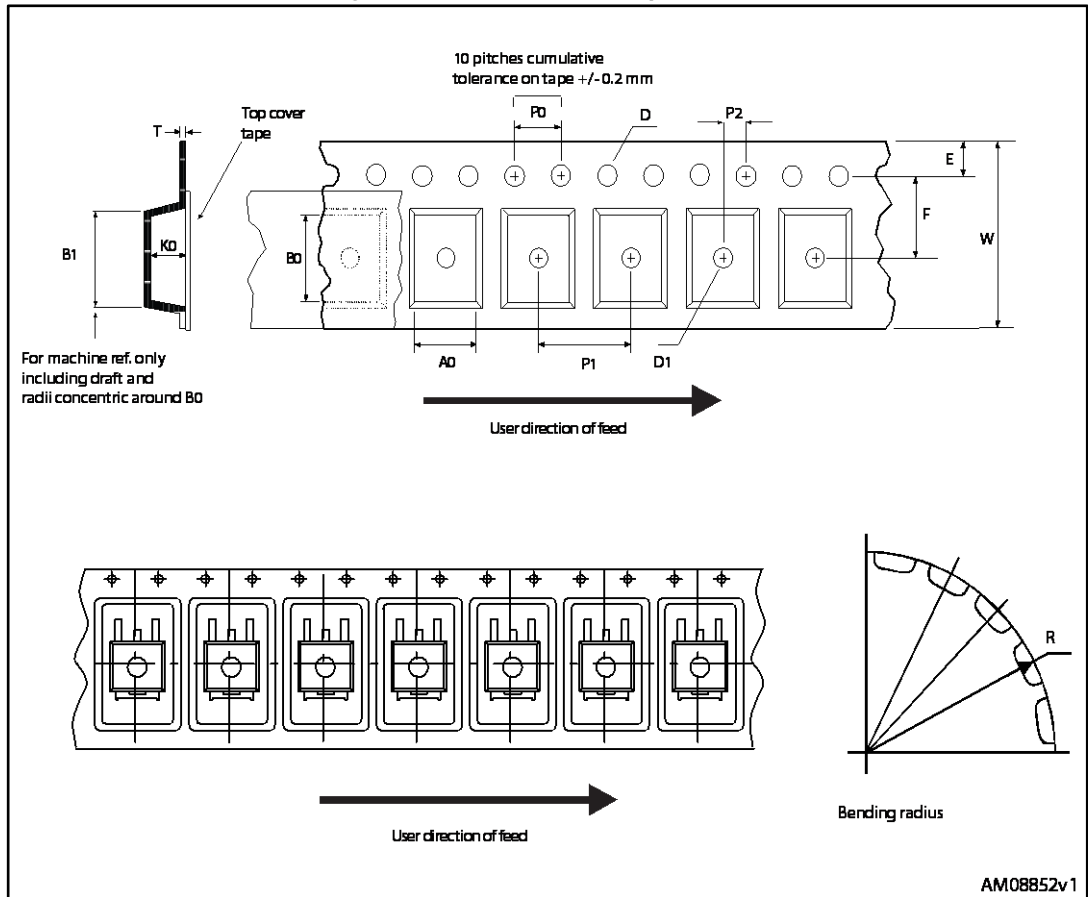 10 pitches cumulative
tolerance on tape +/- 0.2 mm
Top cover
tape
T
P0
D
P2
E
F
W
B1
K0
B0
For machine ref. only
including draft and
radii concentric around B0
A0
P1
D1
User direction of feed
R
Bending radius
User direction of feed
AM08852v1